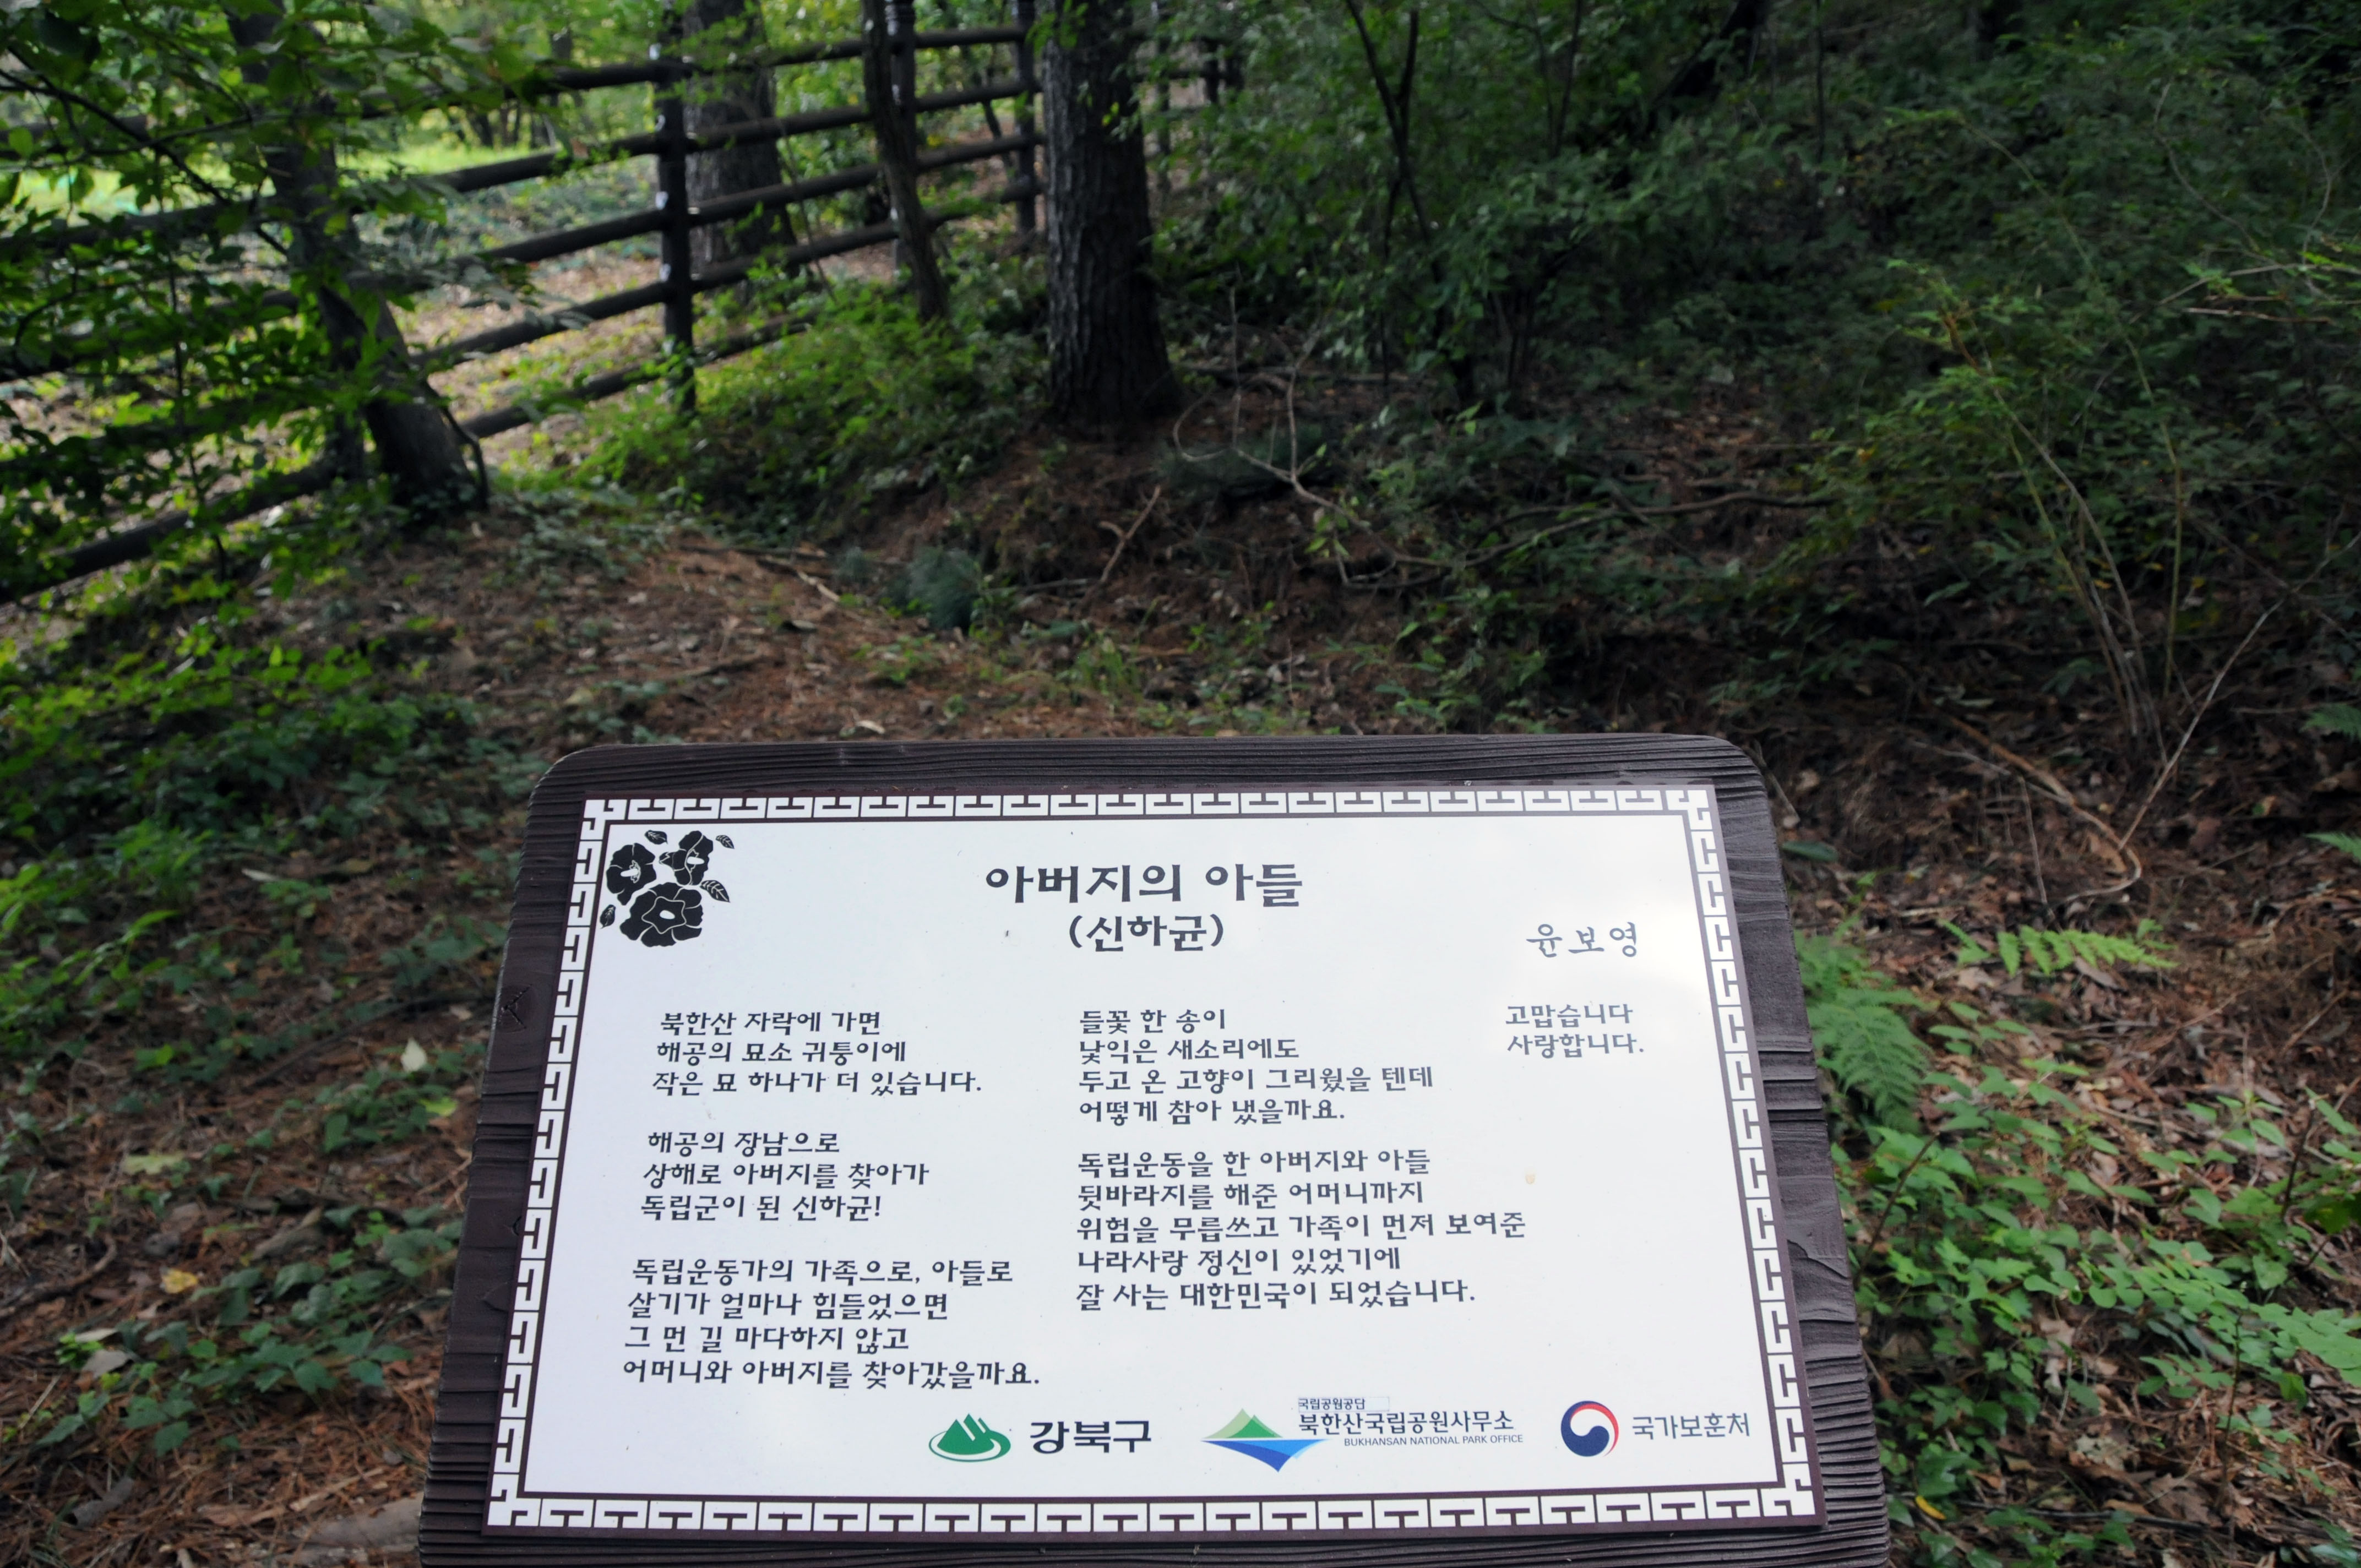 아버지의 아들
(신하균)
윤보영
북한산 자락에 가면
해공의 묘소 귀퉁이에
작은 묘 하나가 더 있습니다.
해공의 장남으로
상해로 아버지를 찾아가
독립군이 된 신하균!
독립운동가의 가족으로, 아들로
살기가 얼마나 힘들었으면
그 먼 길 마다하지 않고
어머니와 아버지를 찾아갔을까요.
들꽃 한 송이
낯익은 새소리에도
두고 온 고향이 그리웠을 텐데
어떻게 참아 냈을까요.
독립운동을 한 아버지와 아들
뒷바라지를 해준 어머니까지
위험을 무릅쓰고 가족이 먼저 보여준
나라사랑 정신이 있었기에
잘 사는 대한민국이 되었습니다.
고맙습니다
사랑합니다.
강북구
국립공원공단
북한산국립공원사무소
BUKHANSAN NATIONAL PARK OFFICE
국가보훈처